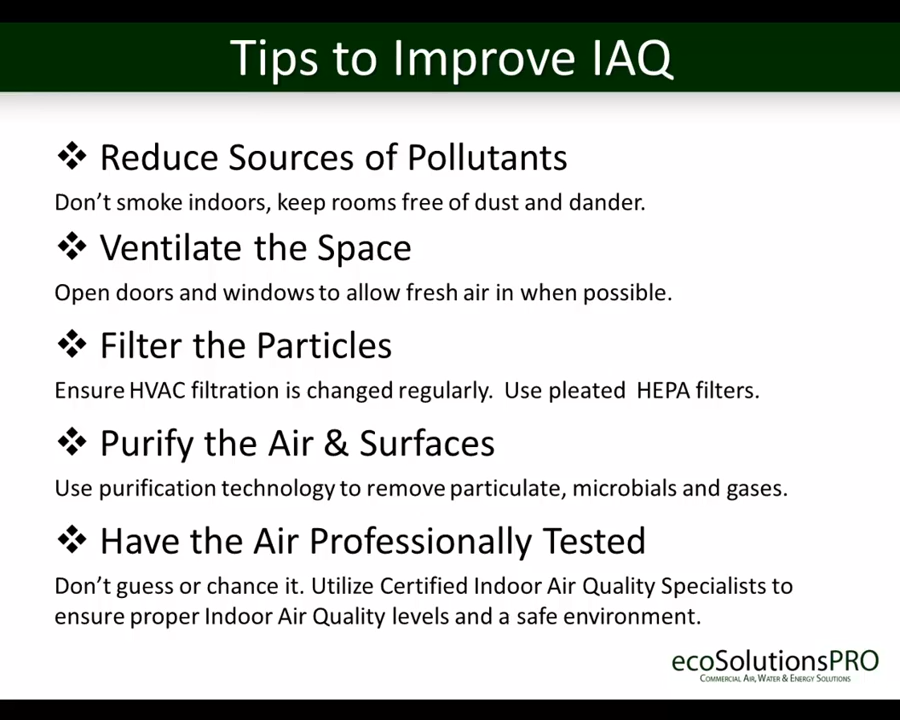 Tips to Improve IAQ
❖ Reduce Sources of Pollutants
Don't smoke indoors, keep rooms free of dust and dander.
❖ Ventilate the Space
Open doors and windows to allow fresh air in when possible.
❖ Filter the Particles
Ensure HVAC filtration is changed regularly.  Use pleated  HEPA filters.
❖ Purify the Air & Surfaces
Use purification technology to remove particulate, microbials and gases.
❖ Have the Air Professionally Tested
Don't guess or chance it. Utilize Certified Indoor Air Quality Specialists to
ensure proper Indoor Air Quality levels and a safe environment.
ecoSolutionsPRO
Commercial Air, Water & Energy Solutions